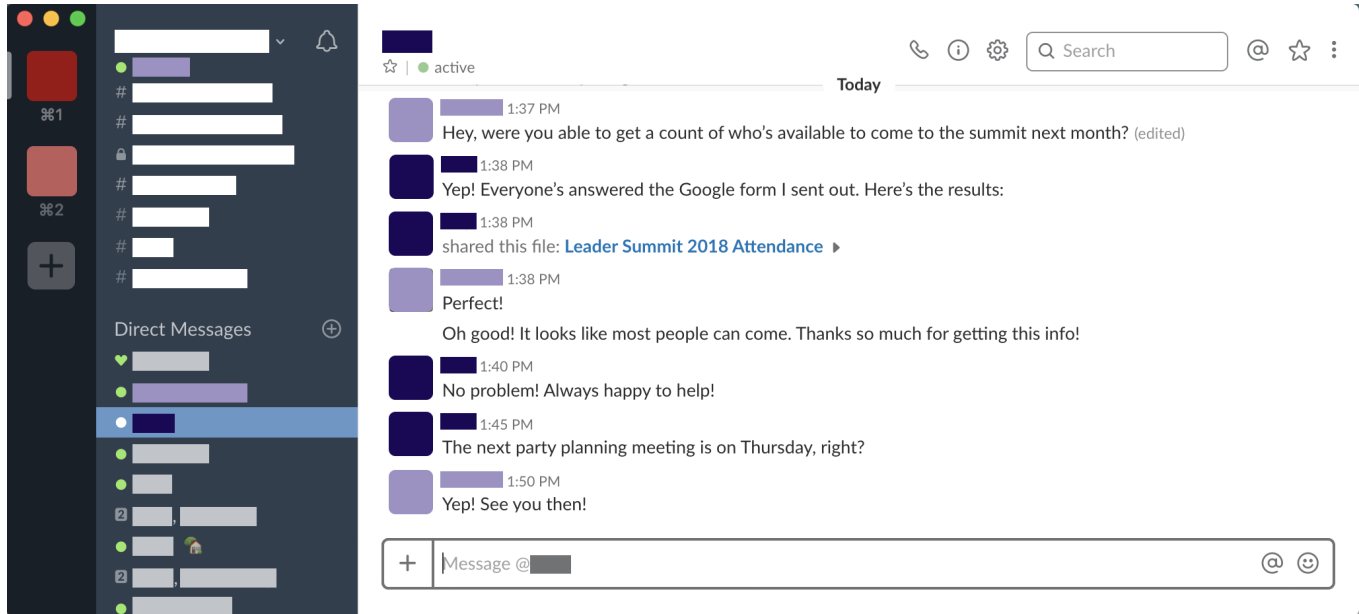 ⌘1
⌘2
+
#
#
#
#
#
#
Direct Messages
2
,
2
,
active
Search
@
Today
1:37 PM
Hey, were you able to get a count of who's available to come to the summit next month? (edited)
1:38 PM
Yep! Everyone's answered the Google form I sent out. Here's the results:
1:38 PM
shared this file: Leader Summit 2018 Attendance
1:38 PM
Perfect!
Oh good! It looks like most people can come. Thanks so much for getting this info!
1:40 PM
No problem! Always happy to help!
1:45 PM
The next party planning meeting is on Thursday, right?
1:50 PM
Yep! See you then!
+ Message @
@